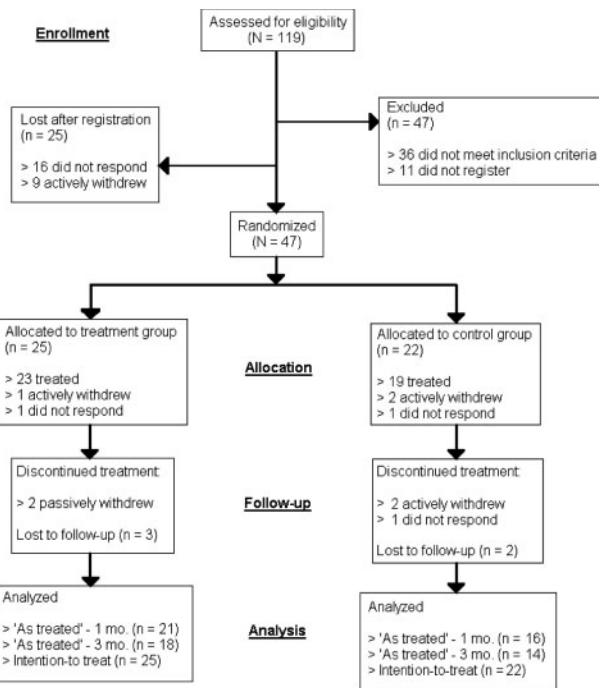 Assessed for eligibility
(N = 119)
Enrollment
Excluded
(n = 47)
> 36 did not meet inclusion criteria
> 11 did not register
Lost after registration
(n = 25)
> 16 did not respond
> 9 actively withdrew
Randomized
(N = 47)
Allocated to treatment group
(n = 25)
> 23 treated
> 1 actively withdrew
> 1 did not respond
Allocation
Allocated to control group
(n = 22)
> 19 treated
> 2 actively withdrew
> 1 did not respond
Discontinued treatment:
> 2 passively withdrew
Lost to follow-up (n = 3)
Follow-up
Discontinued treatment:
> 2 actively withdrew
> 1 did not respond
Lost to follow-up (n = 2)
Analyzed
> 'As treated' - 1 mo. (n = 21)
> 'As treated' - 3 mo. (n = 18)
> Intention-to treat (n = 25)
Analysis
Analyzed
> 'As treated' - 1 mo. (n = 16)
> 'As treated' - 3 mo. (n = 14)
> Intention-to-treat (n = 22)